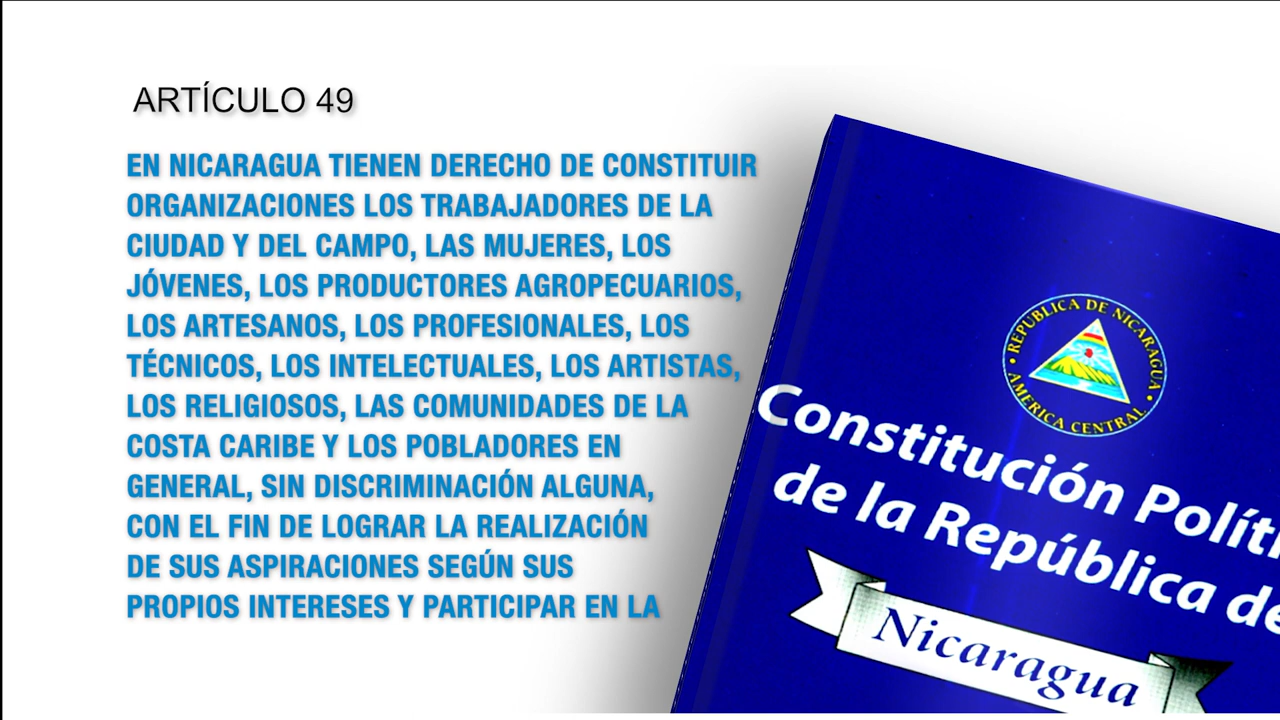 ARTÍCULO 49
EN NICARAGUA TIENEN DERECHO DE CONSTITUIR
ORGANIZACIONES LOS TRABAJADORES DE LA
CIUDAD Y DEL CAMPO, LAS MUJERES, LOS
JÓVENES, LOS PRODUCTORES AGROPECUARIOS,
LOS ARTESANOS, LOS PROFESIONALES, LOS
TÉCNICOS, LOS INTELECTUALES, LOS ARTISTAS,
LOS RELIGIOSOS, LAS COMUNIDADES DE LA
COSTA CARIBE Y LOS POBLADORES EN
GENERAL, SIN DISCRIMINACIÓN ALGUNA,
CON EL FIN DE LOGRAR LA REALIZACIÓN
DE SUS ASPIRACIONES SEGÚN SUS
PROPIOS INTERESES Y PARTICIPAR EN LA
REPÚBLICA DE NICARAGUA
AMÉRICA CENTRAL
Constitución Polít
de la República de
Nicaragua